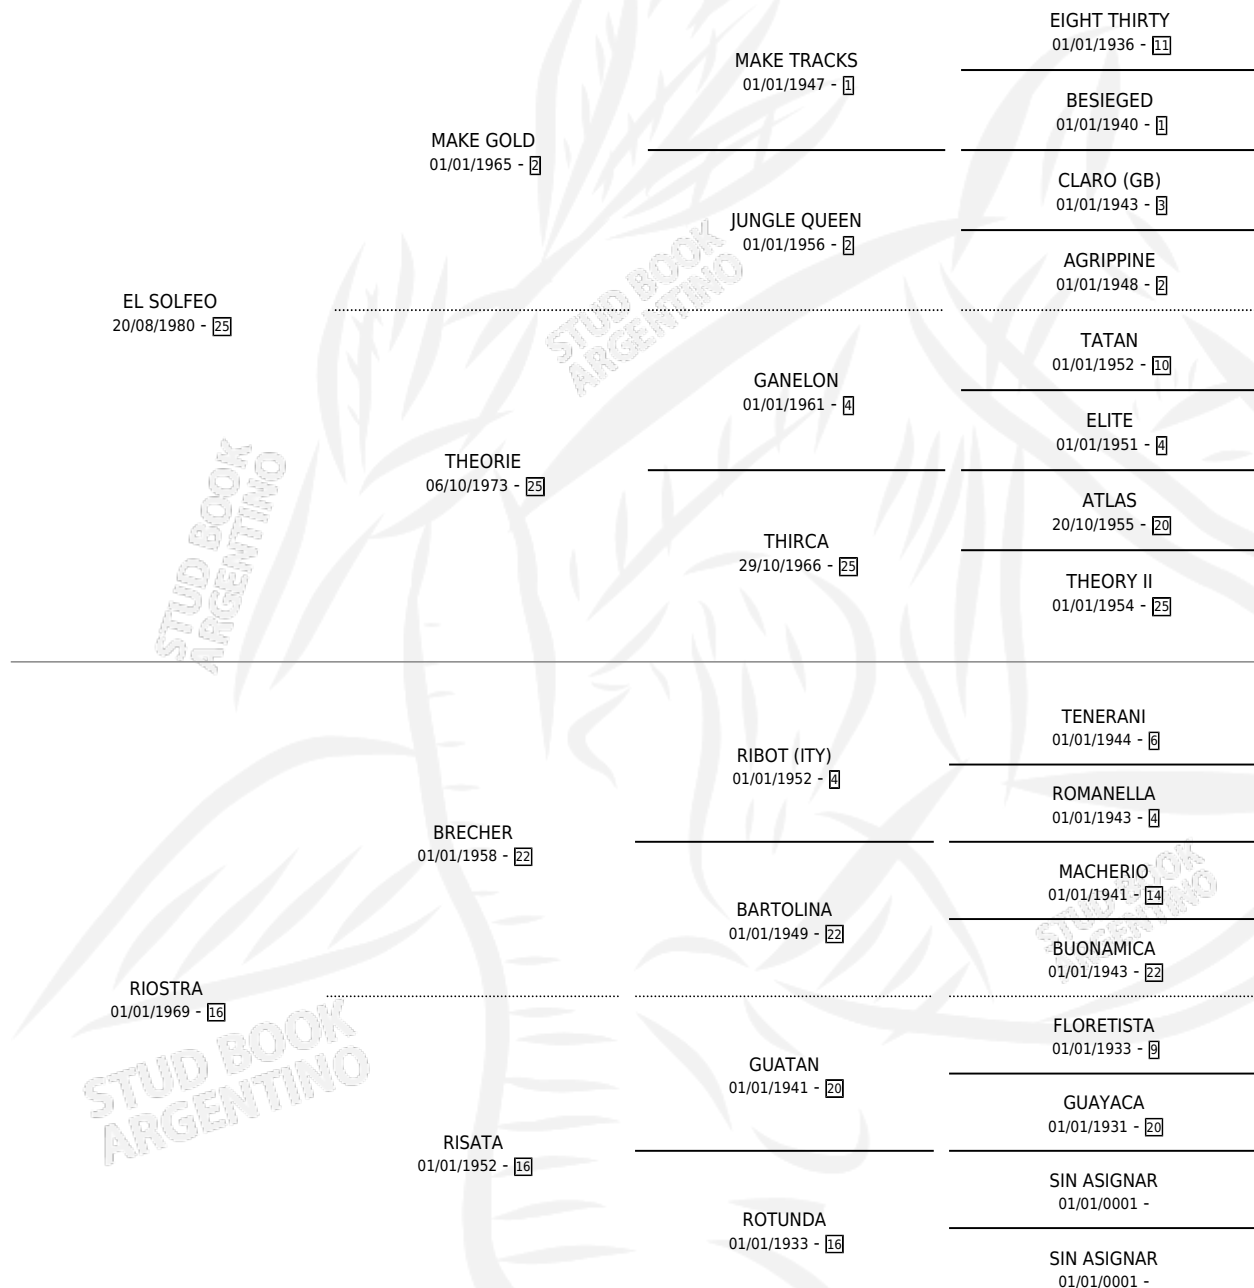 EIGHT THIRTY
01/01/1936 - 11
MAKE TRACKS
01/01/1947 - 1
BESIEGED
01/01/1940 - 1
MAKE GOLD
01/01/1965 - 2
CLARO (GB)
01/01/1943 - 3
JUNGLE QUEEN
01/01/1956 - 2
AGRIPPINE
01/01/1948 - 2
EL SOLFEO
20/08/1980 - 25
STUD BOOK
ARGENTINO
TATAN
01/01/1952 - 10
GANELON
01/01/1961 - 4
ELITE
01/01/1951 - 4
THEORIE
06/10/1973 - 25
ATLAS
20/10/1955 - 20
THIRCA
29/10/1966 - 25
THEORY II
01/01/1954 - 25
STUD BOOK
ARGENTINO
TENERANI
01/01/1944 - 6
RIBOT (ITY)
01/01/1952 - 4
ROMANELLA
01/01/1943 - 4
BRECHER
01/01/1958 - 22
MACHERIO
01/01/1941 - 14
BARTOLINA
01/01/1949 - 22
STUD BOOK
ARGENTINO
BUONAMICA
01/01/1943 - 22
RIOSTRA
01/01/1969 - 16
STUD BOOK
ARGENTINO
FLORETISTA
01/01/1933 - 9
GUATAN
01/01/1941 - 20
GUAYACA
01/01/1931 - 20
RISATA
01/01/1952 - 16
SIN ASIGNAR
01/01/0001 -
ROTUNDA
01/01/1933 - 16
SIN ASIGNAR
01/01/0001 -